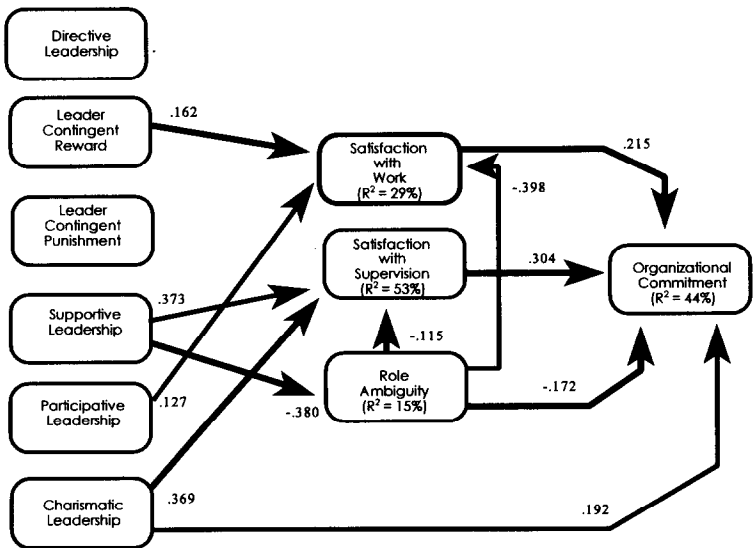 Directive
Leadership
Leader
Contingent
Reward
.162
Leader
Contingent
Punishment
Supportive
Leadership
.373
Participative
Leadership
.127
-.380
Charismatic
Leadership
.369
Satisfaction
with
Work
(R² = 29%)
.215
-.398
Satisfaction
with
Supervision
(R² = 53%)
.304
-.115
Role
Ambiguity
(R² = 15%)
-.172
Organizational
Commitment
(R² = 44%)
.192